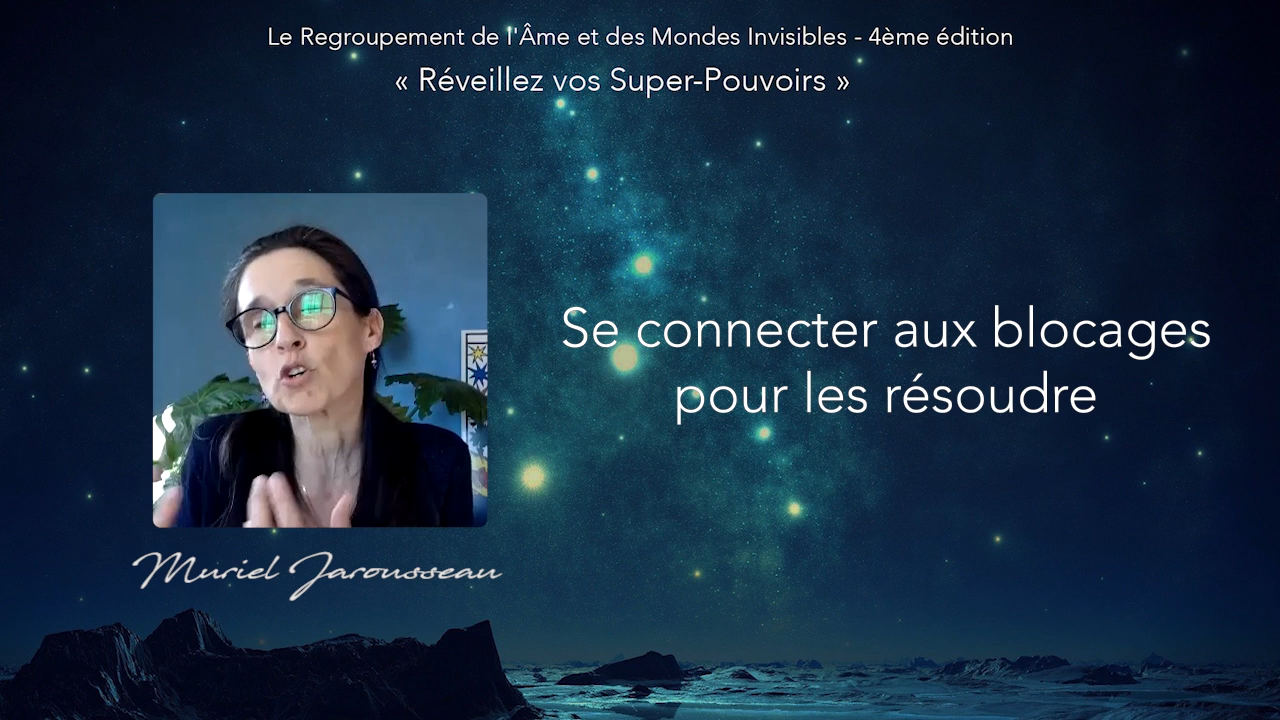 Le Regroupement de l'Âme et des Mondes Invisibles - 4ème édition
« Réveillez vos Super-Pouvoirs »
Se connecter aux blocages
pour les résoudre
Muriel Jarousseau